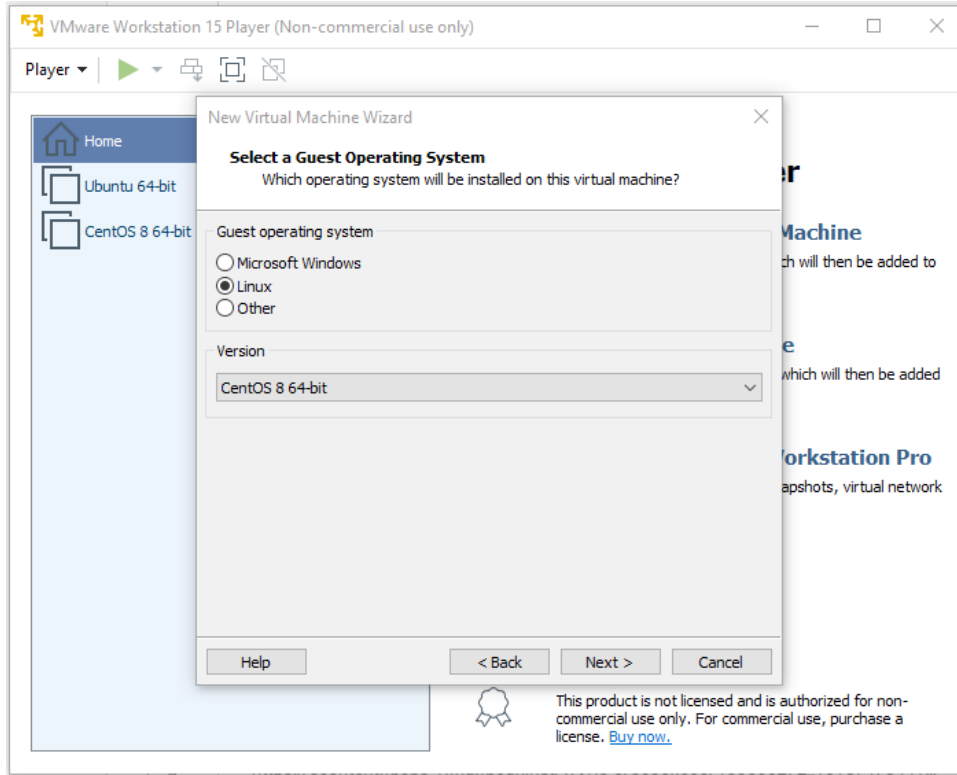 VMware Workstation 15 Player (Non-commercial use only)
Player
New Virtual Machine Wizard
Select a Guest Operating System
Which operating system will be installed on this virtual machine?
Home
Ubuntu 64-bit
CentOS 8 64-bit
Guest operating system
Microsoft Windows
Linux
Other
Version
CentOS 8 64-bit
Help
< Back
Next >
Cancel
er
Machine
ch will then be added to
e
which will then be added
orkstation Pro
apshots, virtual network
This product is not licensed and is authorized for non-
commercial use only. For commercial use, purchase a
license. Buy now.